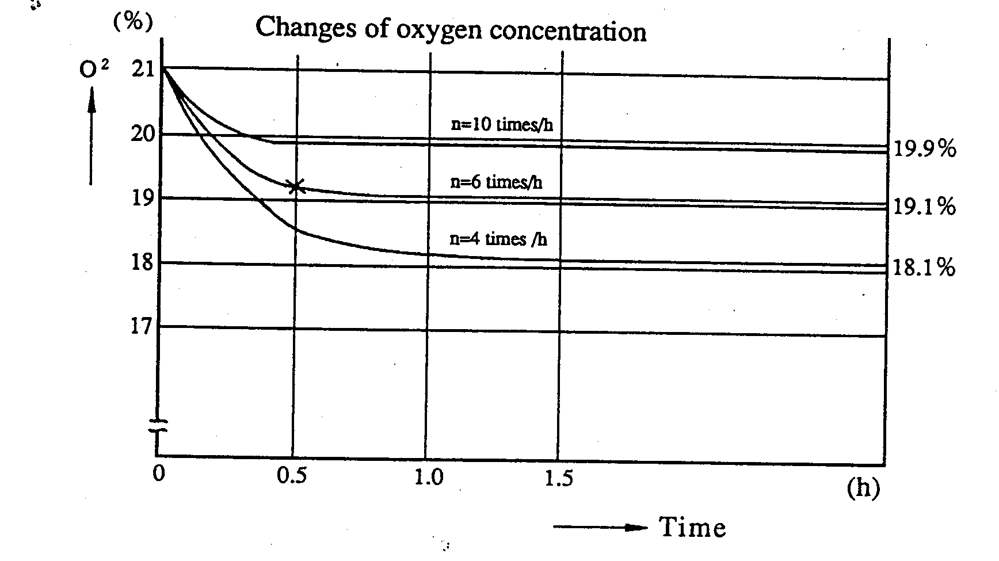 Changes of oxygen concentration
(%)
O²
21
20
19
18
17
n=10 times/h
n=6 times/h
n=4 times /h
19.9%
19.1%
18.1%
0
0.5
1.0
1.5
(h)
Time